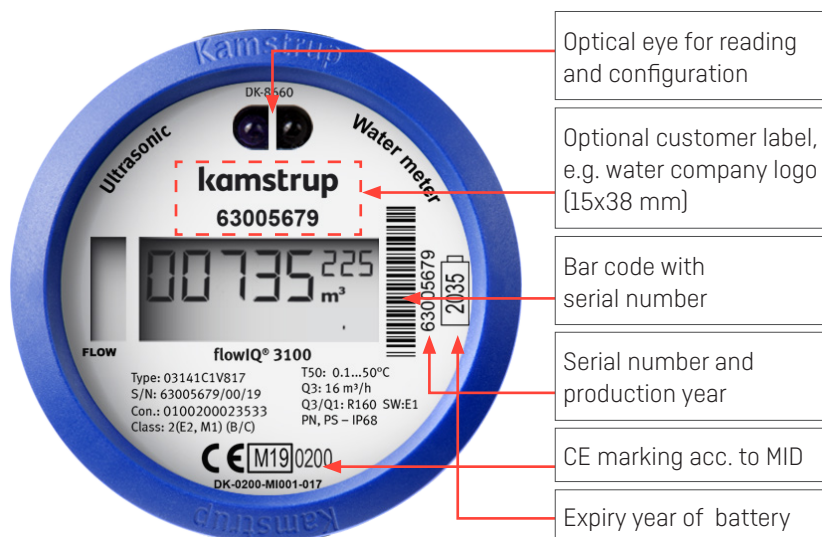 Kamstrup
DK-8660
Ultrasonic
Water meter
kamstrup
63005679
00735225
m³
63005679
2035
FLOW
flowIQ® 3100
Type: 03141C1V817
S/N: 63005679/00/19
Con.: 0100200023533
Class: 2(E2, M1) (B/C)
T50: 0.1...50°C
Q3: 16 m³/h
Q3/Q1: R160 SW:E1
PN, PS – IP68
CE M19 0200
DK-0200-MI001-017
Kamstrup
Optical eye for reading
and configuration
Optional customer label,
e.g. water company logo
(15x38 mm)
Bar code with
serial number
Serial number and
production year
CE marking acc. to MID
Expiry year of battery